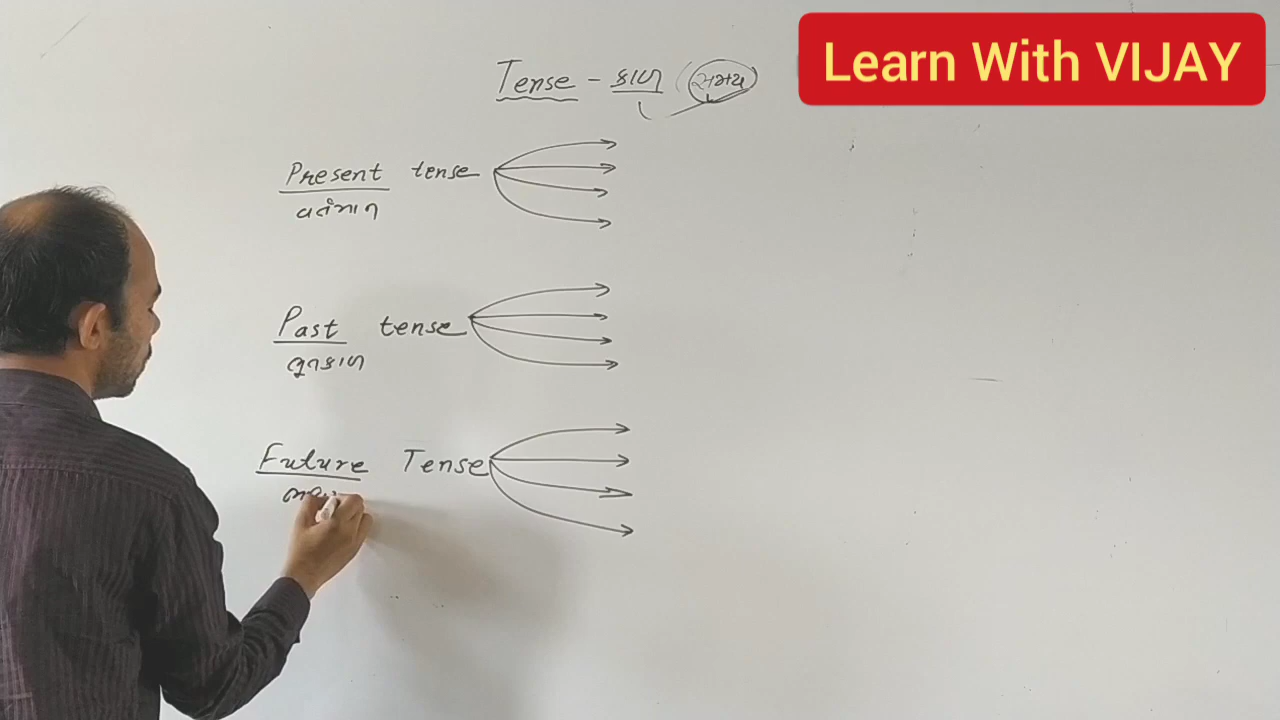 Learn With VIJAY
Tense - કાળ (સમય)
Present tense
વર્તમાન
Past tense
ભુતકાળ
Future Tense